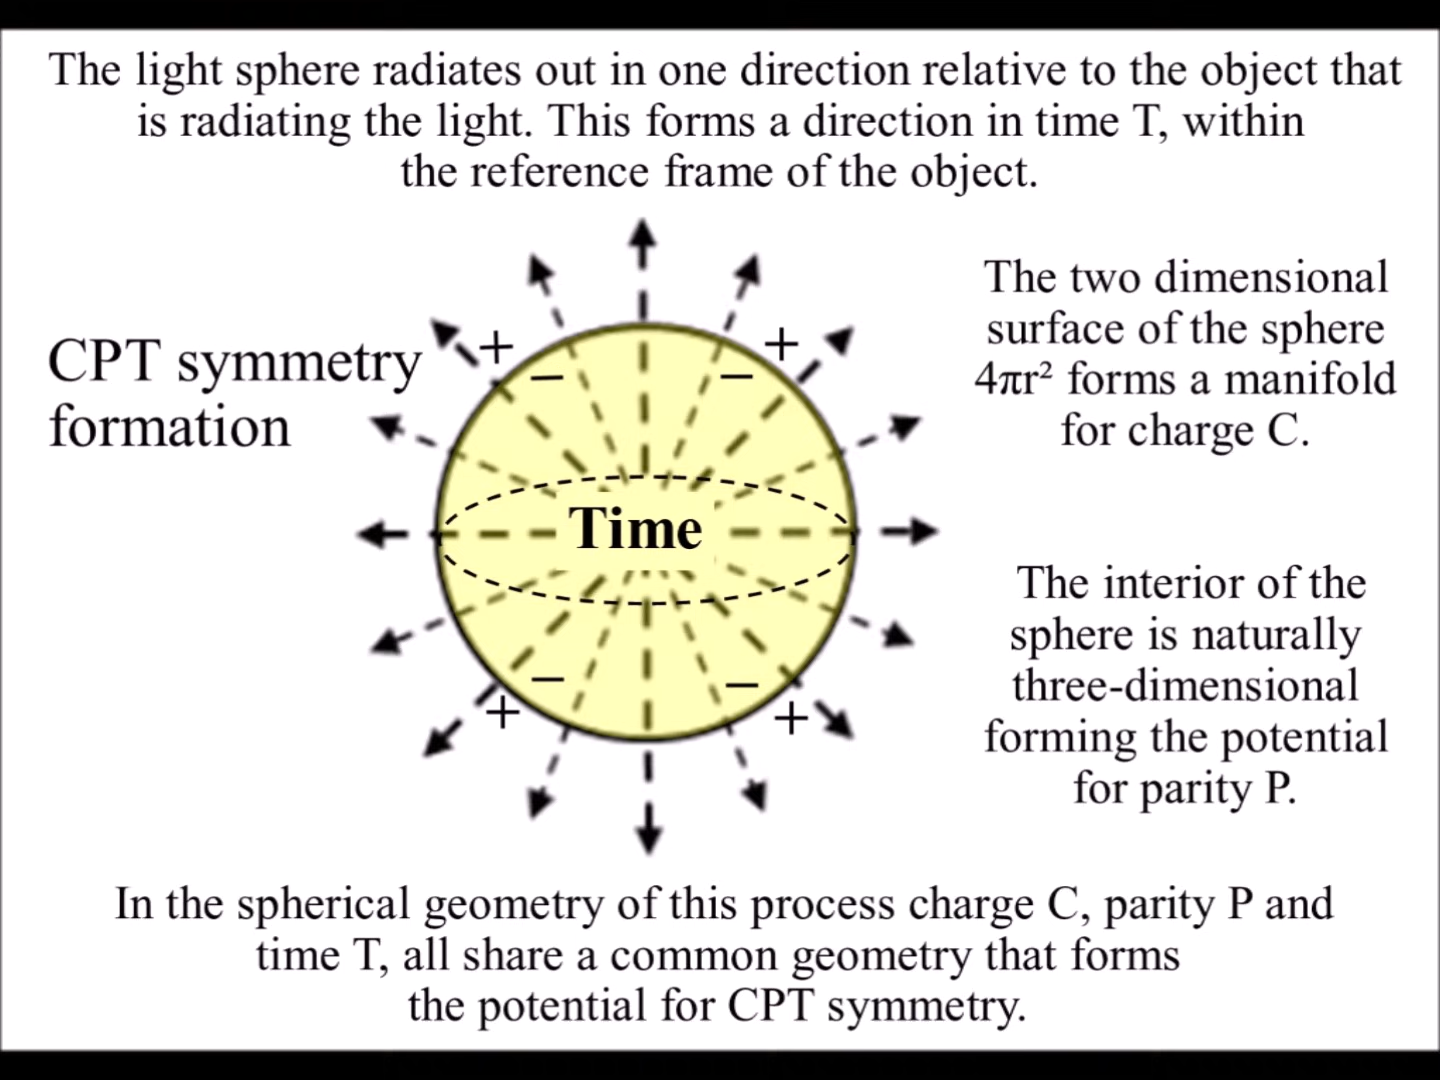 The light sphere radiates out in one direction relative to the object that
is radiating the light. This forms a direction in time T, within
the reference frame of the object.
CPT symmetry
formation
The two dimensional
surface of the sphere
4πr² forms a manifold
for charge C.
+
+
−
−
Time
The interior of the
sphere is naturally
three-dimensional
forming the potential
for parity P.
−
−
+
+
In the spherical geometry of this process charge C, parity P and
time T, all share a common geometry that forms
the potential for CPT symmetry.